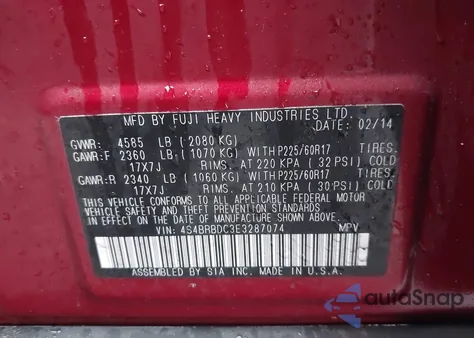 MFD BY FUJI HEAVY INDUSTRIES LTD.
DATE: 02/14
GVWR: 4585 LB (2080 KG)
GAWR:F 2360 LB (1070 KG) WITH P225/60R17 TIRES.
17X7J RIMS. AT 220 KPA (32 PSI) COLD
GAWR:R 2340 LB (1060 KG) WITH P225/60R17 TIRES.
17X7J RIMS. AT 210 KPA (30 PSI) COLD
THIS VEHICLE CONFORMS TO ALL APPLICABLE FEDERAL MOTOR
VEHICLE SAFETY, BUMPER, AND THEFT PREVENTION STANDARDS
IN EFFECT ON THE DATE OF MANUFACTURE SHOWN ABOVE.
VIN: 4S4BRBDC3E3287074 MPV
ASSEMBLED BY SIA INC. MADE IN U.S.A.
autoSnap